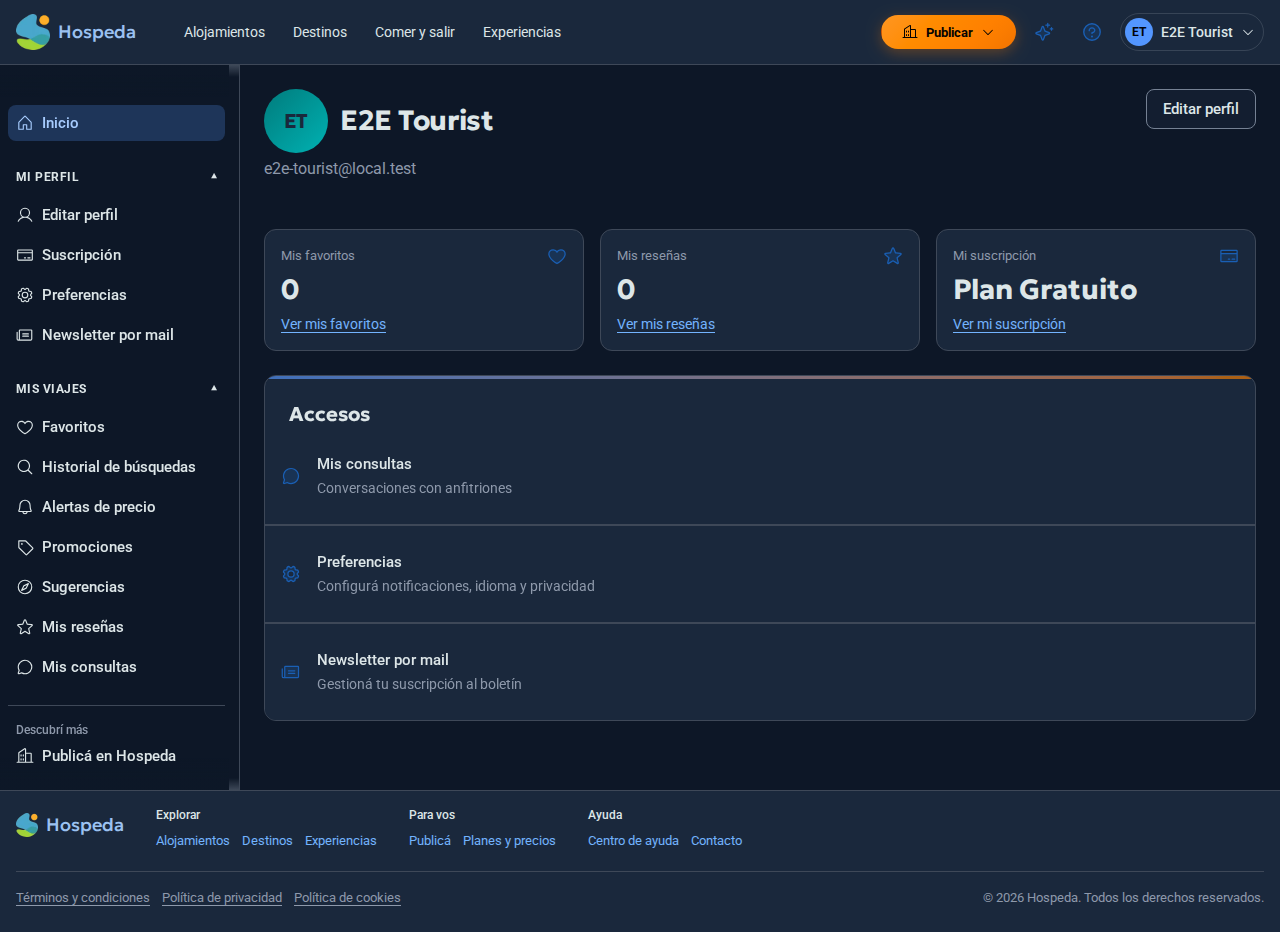 Hospeda
Alojamientos
Destinos
Comer y salir
Experiencias
Publicar
ET
E2E Tourist
Inicio
MI PERFIL
Editar perfil
Suscripción
Preferencias
Newsletter por mail
MIS VIAJES
Favoritos
Historial de búsquedas
Alertas de precio
Promociones
Sugerencias
Mis reseñas
Mis consultas
Descubrí más
Publicá en Hospeda
ET
E2E Tourist
e2e-tourist@local.test
Editar perfil
Mis favoritos
0
Ver mis favoritos
Mis reseñas
0
Ver mis reseñas
Mi suscripción
Plan Gratuito
Ver mi suscripción
Accesos
Mis consultas
Conversaciones con anfitriones
Preferencias
Configurá notificaciones, idioma y privacidad
Newsletter por mail
Gestioná tu suscripción al boletín
Hospeda
Explorar
Alojamientos Destinos Experiencias
Para vos
Publicá Planes y precios
Ayuda
Centro de ayuda Contacto
Términos y condiciones Política de privacidad Política de cookies
© 2026 Hospeda. Todos los derechos reservados.